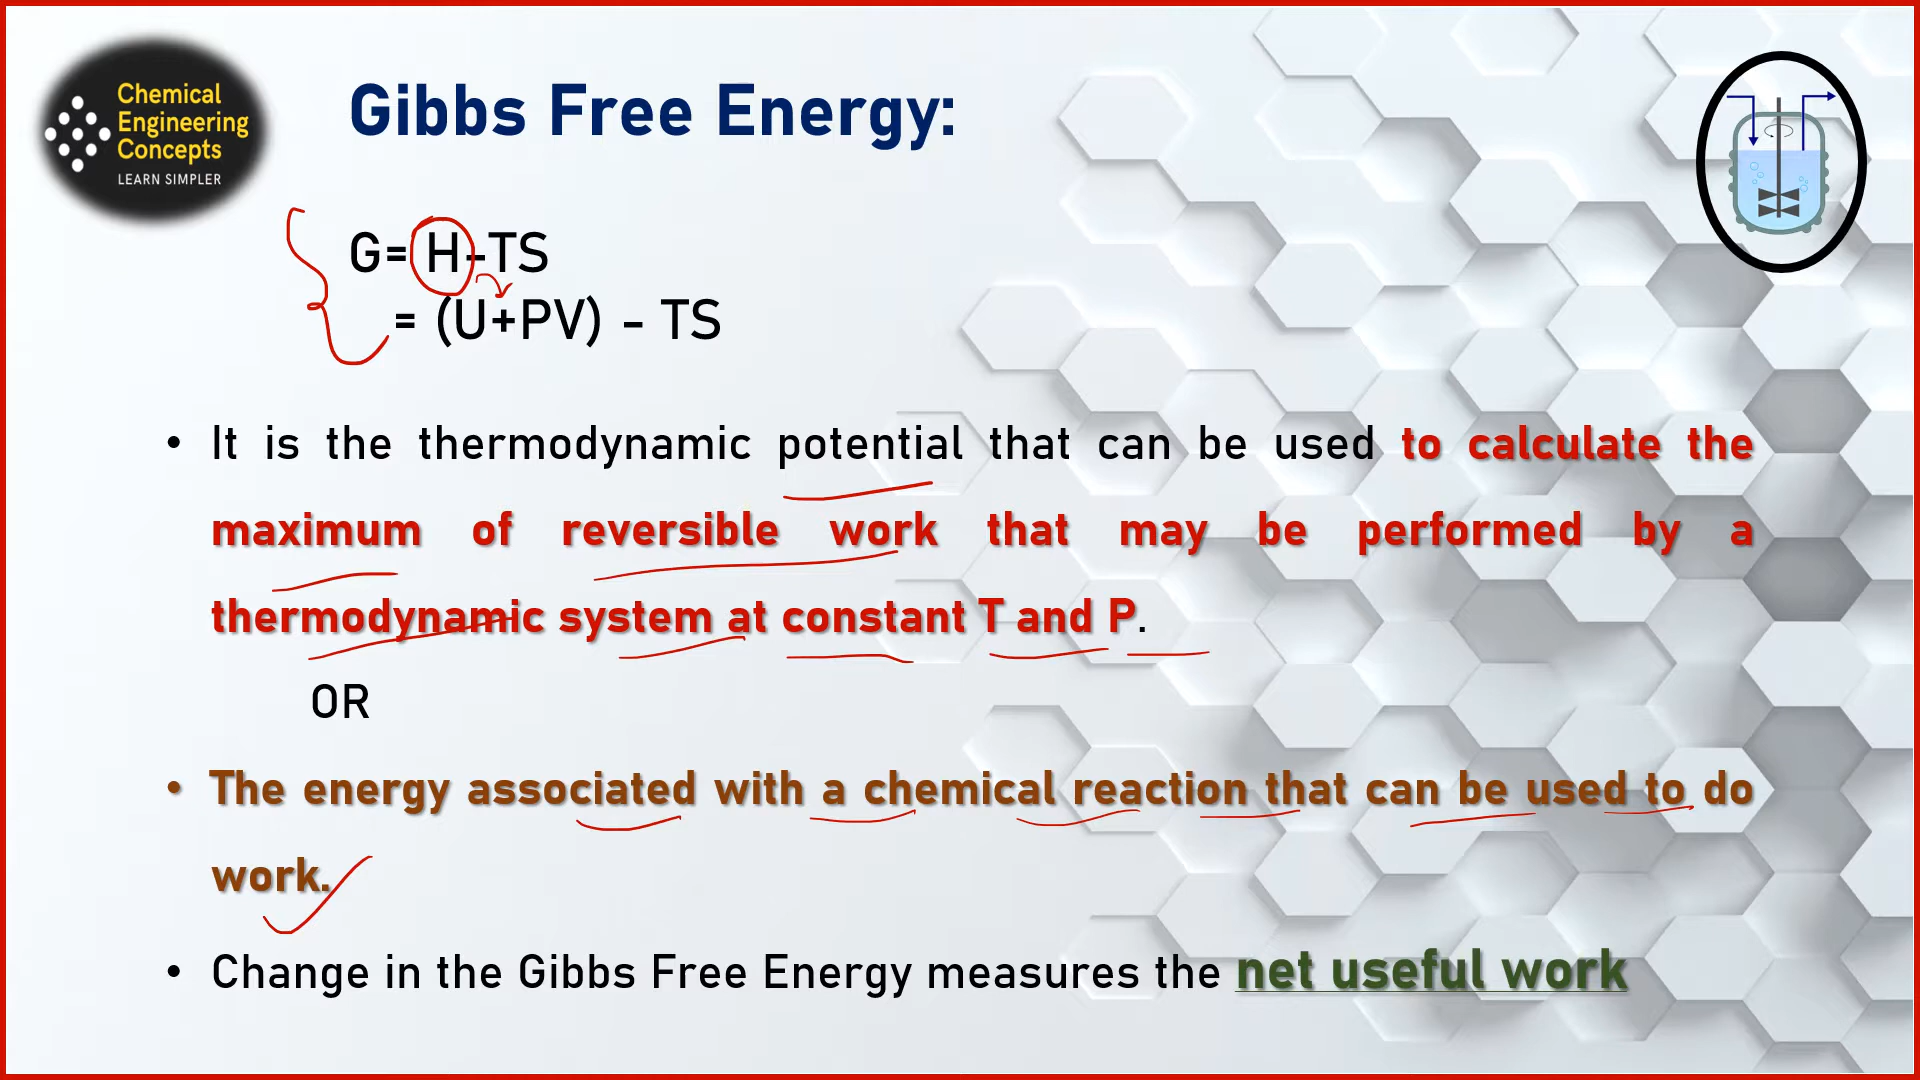 Chemical
Engineering
Concepts
LEARN SIMPLER
Gibbs Free Energy:
G= H-TS
= (U+PV) - TS
• It is the thermodynamic potential that can be used to calculate the
maximum of reversible work that may be performed by a
thermodynamic system at constant T and P.
OR
• The energy associated with a chemical reaction that can be used to do
work.
• Change in the Gibbs Free Energy measures the net useful work